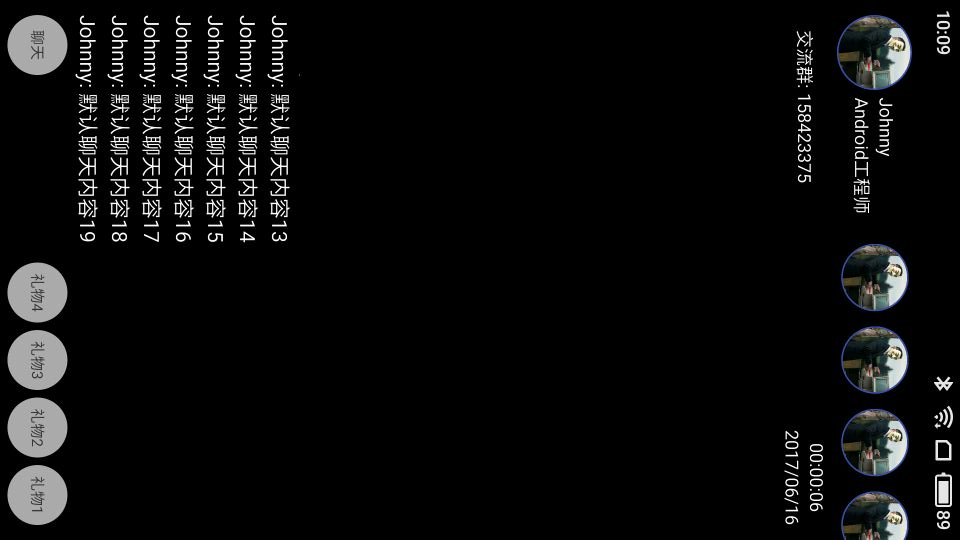 10:09 89
Johnny
Android工程师
交流群: 158423375
00:00:06
2017/06/16
Johnny: 默认聊天内容13
Johnny: 默认聊天内容14
Johnny: 默认聊天内容15
Johnny: 默认聊天内容16
Johnny: 默认聊天内容17
Johnny: 默认聊天内容18
Johnny: 默认聊天内容19
聊天 礼物4 礼物3 礼物2 礼物1